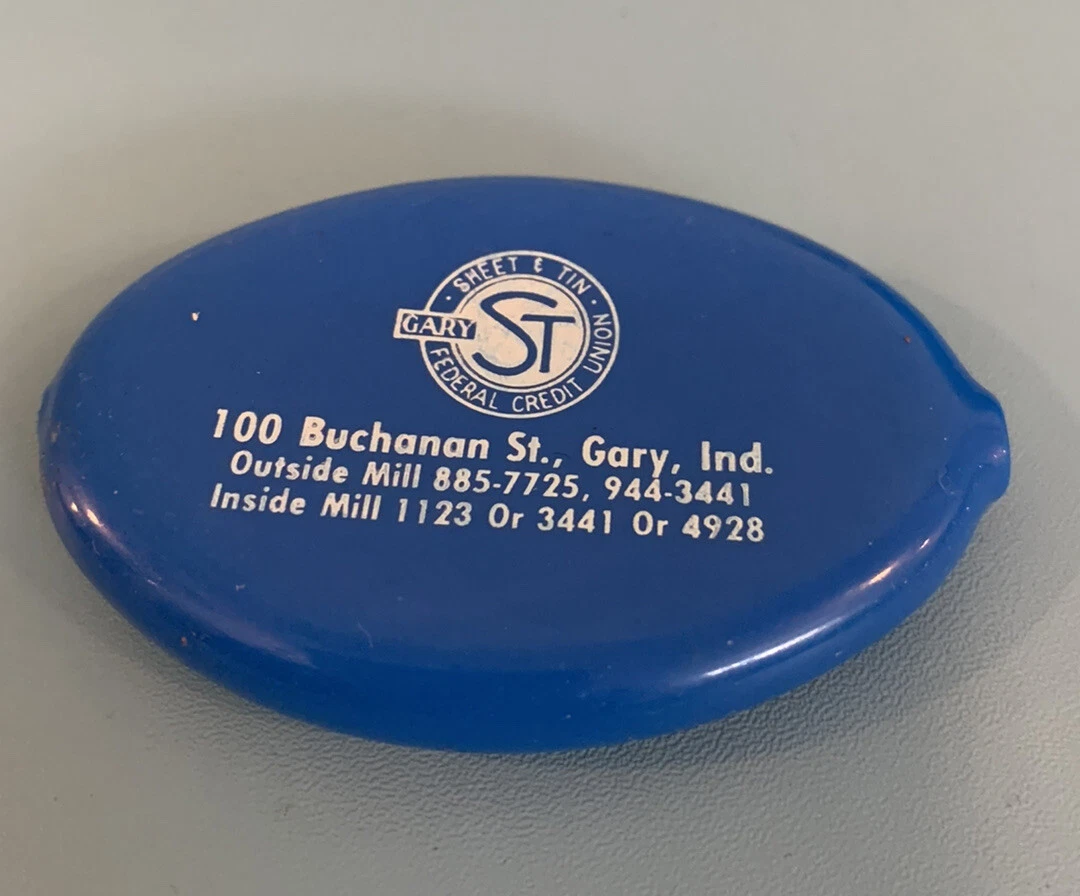 SHEET & TIN
GARY ST
FEDERAL CREDIT UNION
100 Buchanan St., Gary, Ind.
Outside Mill 885-7725, 944-3441
Inside Mill 1123 Or 3441 Or 4928